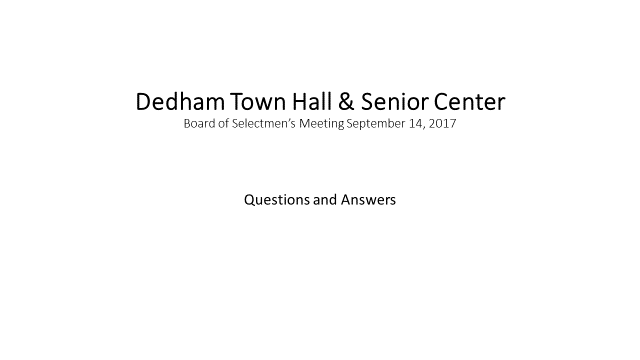 Dedham Town Hall & Senior Center
Board of Selectmen’s Meeting September 14, 2017
Questions and Answers